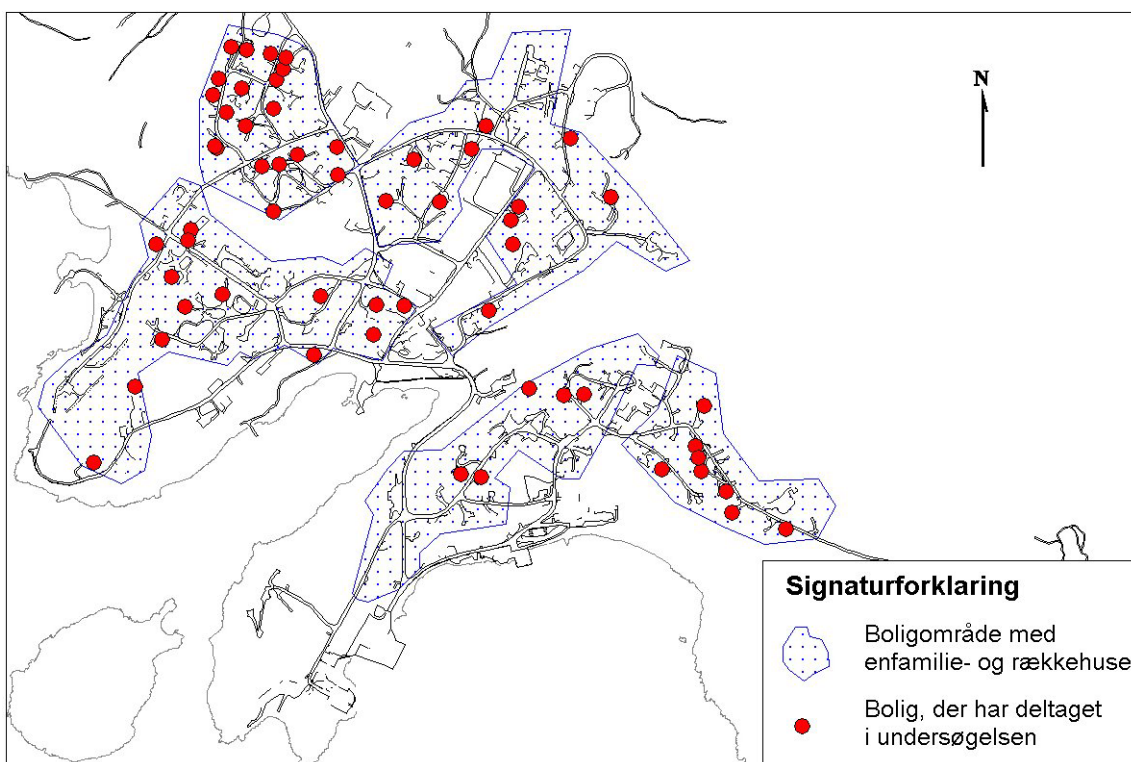 N
Signaturforklaring
Boligområde med
enfamilie- og rækkehuse
Bolig, der har deltaget
i undersøgelsen